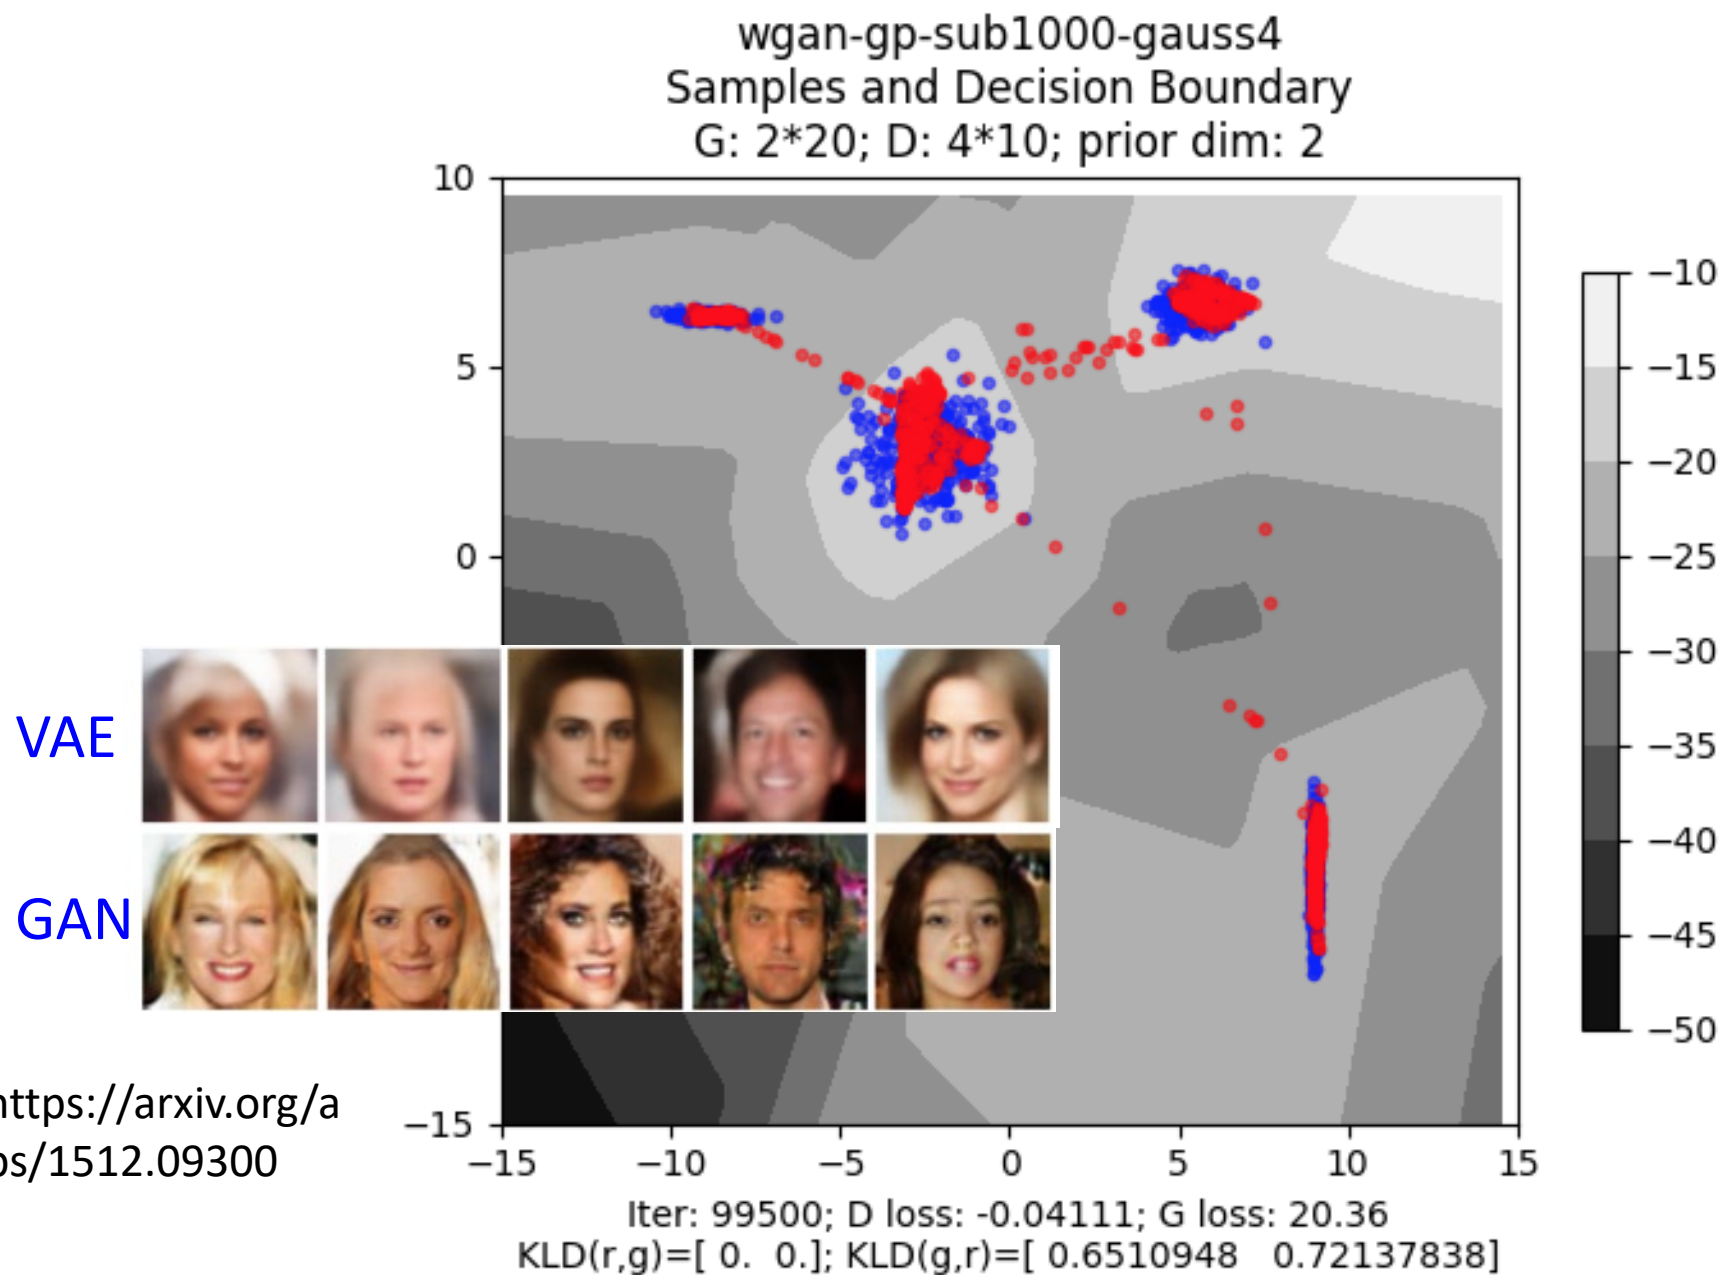 wgan-gp-sub1000-gauss4
Samples and Decision Boundary
G: 2*20; D: 4*10; prior dim: 2
10
5
0
−15
−15
−10
−5
0
5
10
15
−10
−15
−20
−25
−30
−35
−40
−45
−50
VAE
GAN
https://arxiv.org/a
bs/1512.09300
Iter: 99500; D loss: -0.04111; G loss: 20.36
KLD(r,g)=[ 0. 0.]; KLD(g,r)=[ 0.6510948 0.72137838]